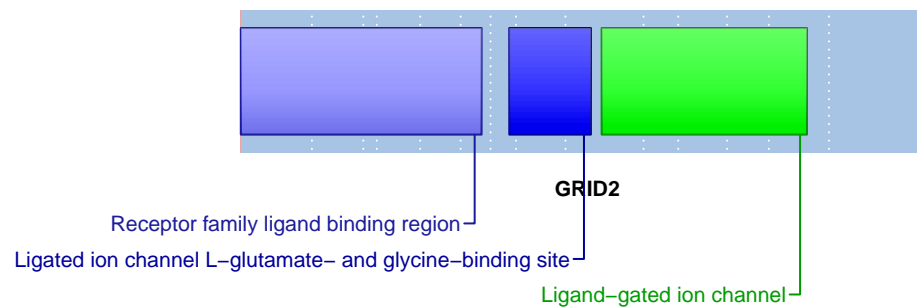 GRID2
Receptor family ligand binding region
Ligated ion channel L−glutamate− and glycine−binding site
Ligand−gated ion channel